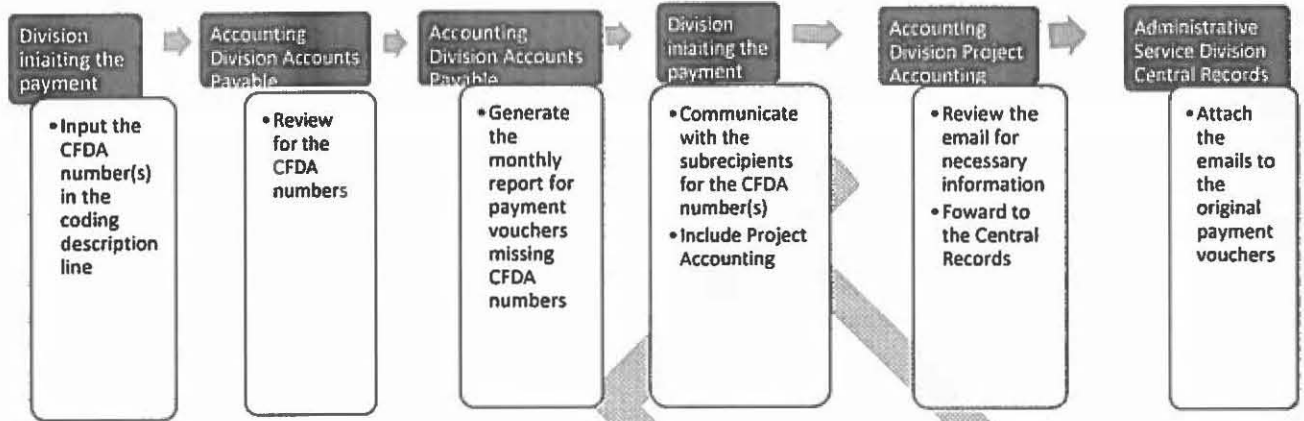 Division
iniaiting the
payment
• Input the
CFDA
number(s)
in the
coding
description
line
Accounting
Division Accounts
Payable
• Review
for the
CFDA
numbers
Accounting
Division Accounts
Payable
• Generate
the
monthly
report for
payment
vouchers
missing
CFDA
numbers
Division
iniaiting the
payment
• Communicate
with the
subrecipients
for the CFDA
number(s)
• Include Project
Accounting
Accounting
Division Project
Accounting
• Review the
email for
necessary
information
• Foward to
the Central
Records
Administrative
Service Division
Central Records
• Attach
the
emails to
the
original
payment
vouchers